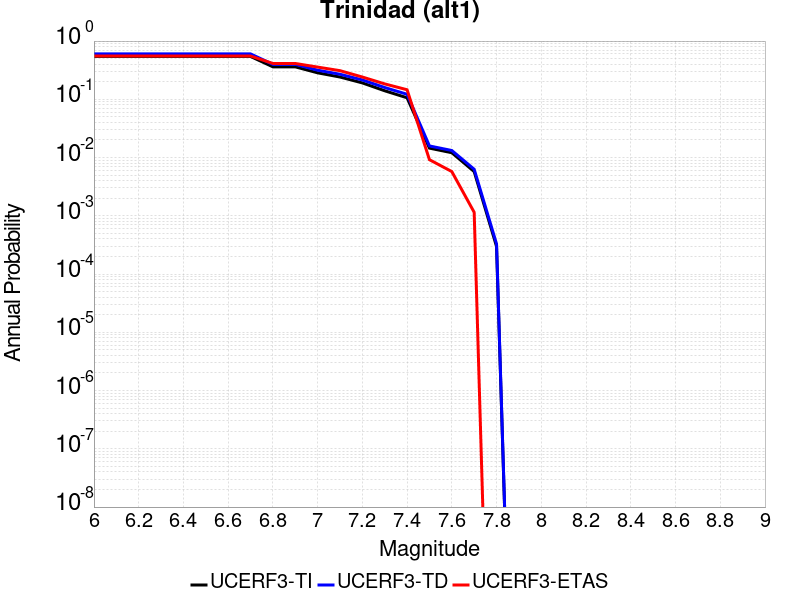 Trinidad (alt1)
10^0
10^-1
10^-2
10^-3
10^-4
10^-5
10^-6
10^-7
10^-8
Annual Probability
6 6.2 6.4 6.6 6.8 7 7.2 7.4 7.6 7.8 8 8.2 8.4 8.6 8.8 9
Magnitude
UCERF3-TI UCERF3-TD UCERF3-ETAS